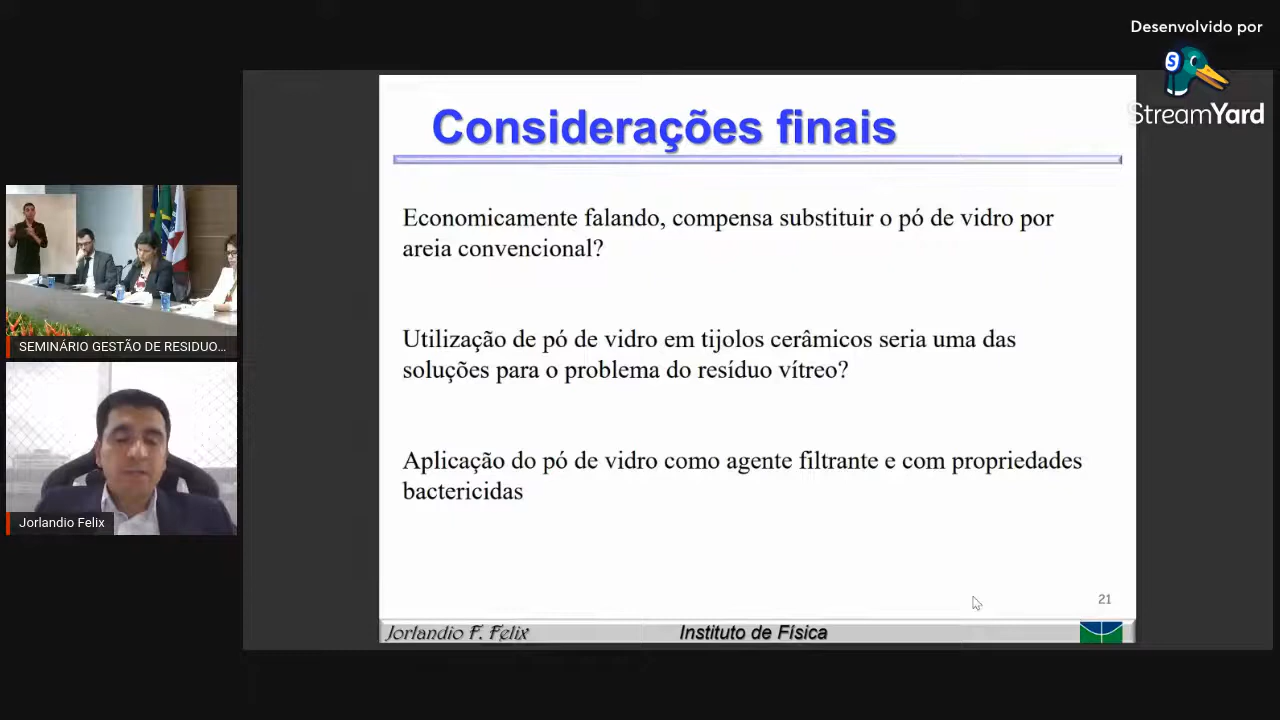 Desenvolvido por
StreamYard
Considerações finais
Economicamente falando, compensa substituir o pó de vidro por
areia convencional?
Utilização de pó de vidro em tijolos cerâmicos seria uma das
soluções para o problema do resíduo vítreo?
Aplicação do pó de vidro como agente filtrante e com propriedades
bactericidas
21
Jorlandio F. Felix
Instituto de Física
SEMINÁRIO GESTÃO DE RESIDUO...
Jorlandio Felix